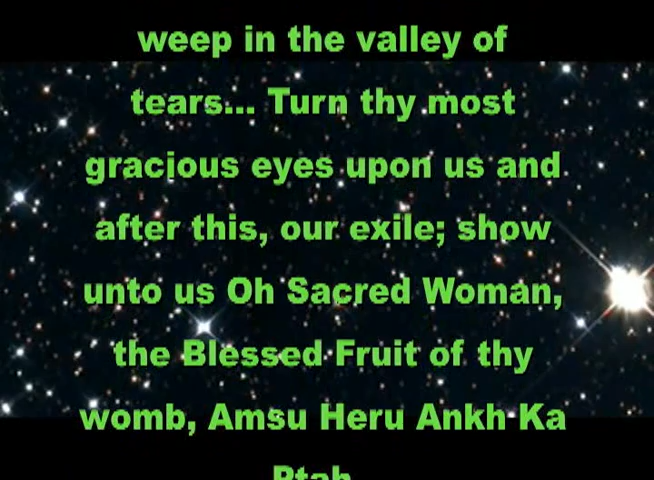 weep in the valley of
tears... Turn thy most
gracious eyes upon us and
after this, our exile; show
unto us Oh Sacred Woman,
the Blessed Fruit of thy
womb, Amsu Heru Ankh Ka
Ptah